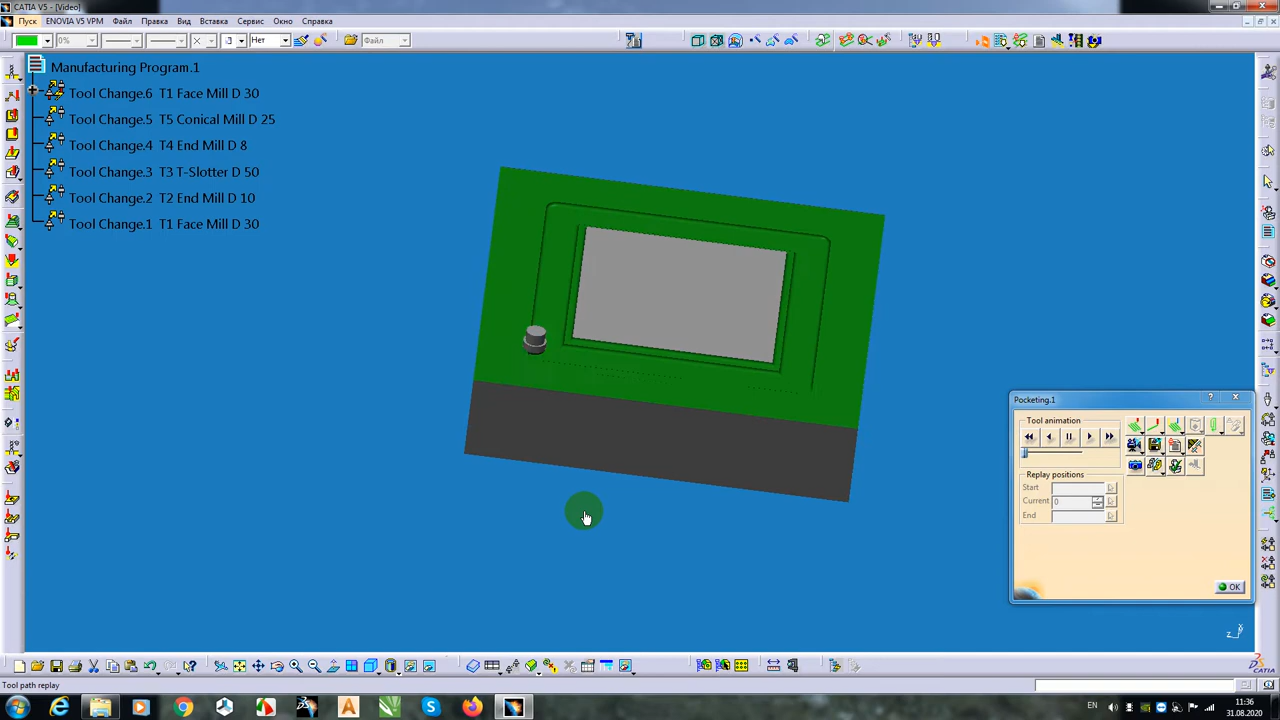 CATIA V5 - [Video]
Пуск ENOVIA V5 VPM Файл Правка Вид Вставка Сервис Окно Справка
0% Нет Файл
Manufacturing Program.1
Tool Change.6 T1 Face Mill D 30
Tool Change.5 T5 Conical Mill D 25
Tool Change.4 T4 End Mill D 8
Tool Change.3 T3 T-Slotter D 50
Tool Change.2 T2 End Mill D 10
Tool Change.1 T1 Face Mill D 30
Pocketing.1
Tool animation
Replay positions
Start
Current 0
End
OK
CATIA
Tool path replay
EN 11:36
31.08.2020